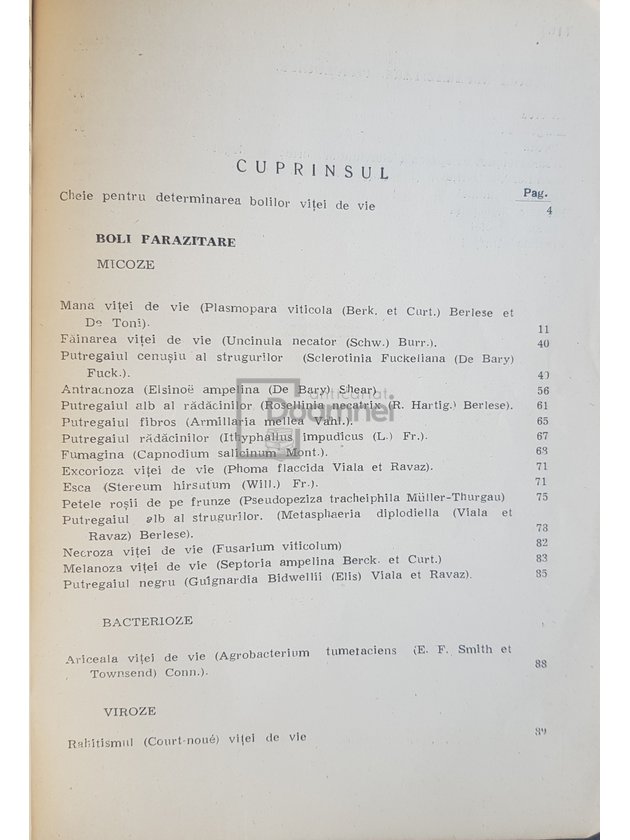 CUPRINSUL
Pag.
Cheie pentru determinarea bolilor viței de vie 4
BOLI PARAZITARE
MICOZE
Mana viței de vie (Plasmopara viticola (Berk. et Curt.) Berlese et
De Toni). 11
Făinarea viței de vie (Uncinula necator (Schw.) Burr.). 40
Putregaiul cenușiu al strugurilor (Sclerotinia Fuckeliana (De Bary)
Fuck.). 49
Antracnoza (Elsinoë ampelina (De Bary) Shear) 56
Putregaiul alb al rădăcinilor (Rosellinia necatrix (R. Hartig.) Berlese). 61
Putregaiul fibros (Armillaria mellea Vahl.). 65
Putregaiul rădăcinilor (Ithyphallus impudicus (L.) Fr.). 67
Fumagina (Capnodium salicinum Mont.). 68
Excorioza viței de vie (Phoma flaccida Viala et Ravaz). 71
Esca (Stereum hirsutum (Will.) Fr.). 71
Petele roșii de pe frunze (Pseudopeziza tracheiphila Müller-Thurgau) 75
Putregaiul alb al strugurilor. (Metasphaeria diplodiella (Viala et
Ravaz) Berlese). 78
Necroza viței de vie (Fusarium viticolum) 82
Melanoza viței de vie (Septoria ampelina Berck. et Curt.) 83
Putregaiul negru (Guignardia Bidwellii (Elis) Viala et Ravaz). 85
BACTERIOZE
Ariceala viței de vie (Agrobacterium tumetaciens (E. F. Smith et
Townsend) Conn.). 88
VIROZE
Rahitismul (Court-noué) viței de vie 89
anticariat
Doomnei